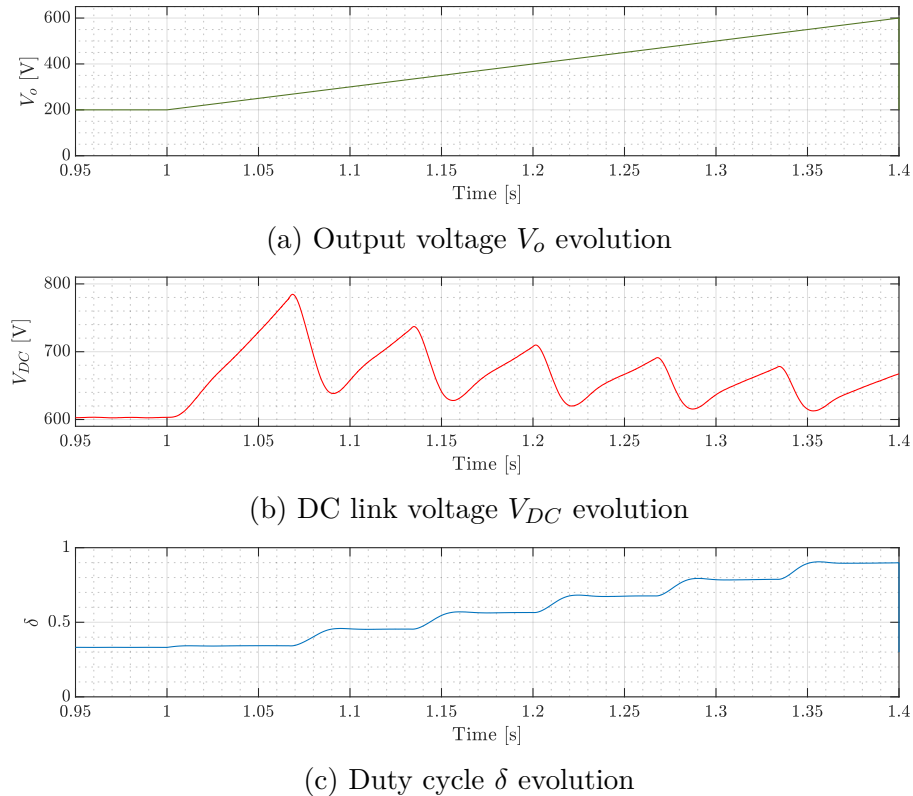 600
400
200
0
V_o [V]
0.95 1 1.05 1.1 1.15 1.2 1.25 1.3 1.35 1.4
Time [s]
(a) Output voltage V_o evolution
800
700
600
V_{DC} [V]
0.95 1 1.05 1.1 1.15 1.2 1.25 1.3 1.35 1.4
Time [s]
(b) DC link voltage V_{DC} evolution
1
0.5
0
δ
0.95 1 1.05 1.1 1.15 1.2 1.25 1.3 1.35 1.4
Time [s]
(c) Duty cycle δ evolution